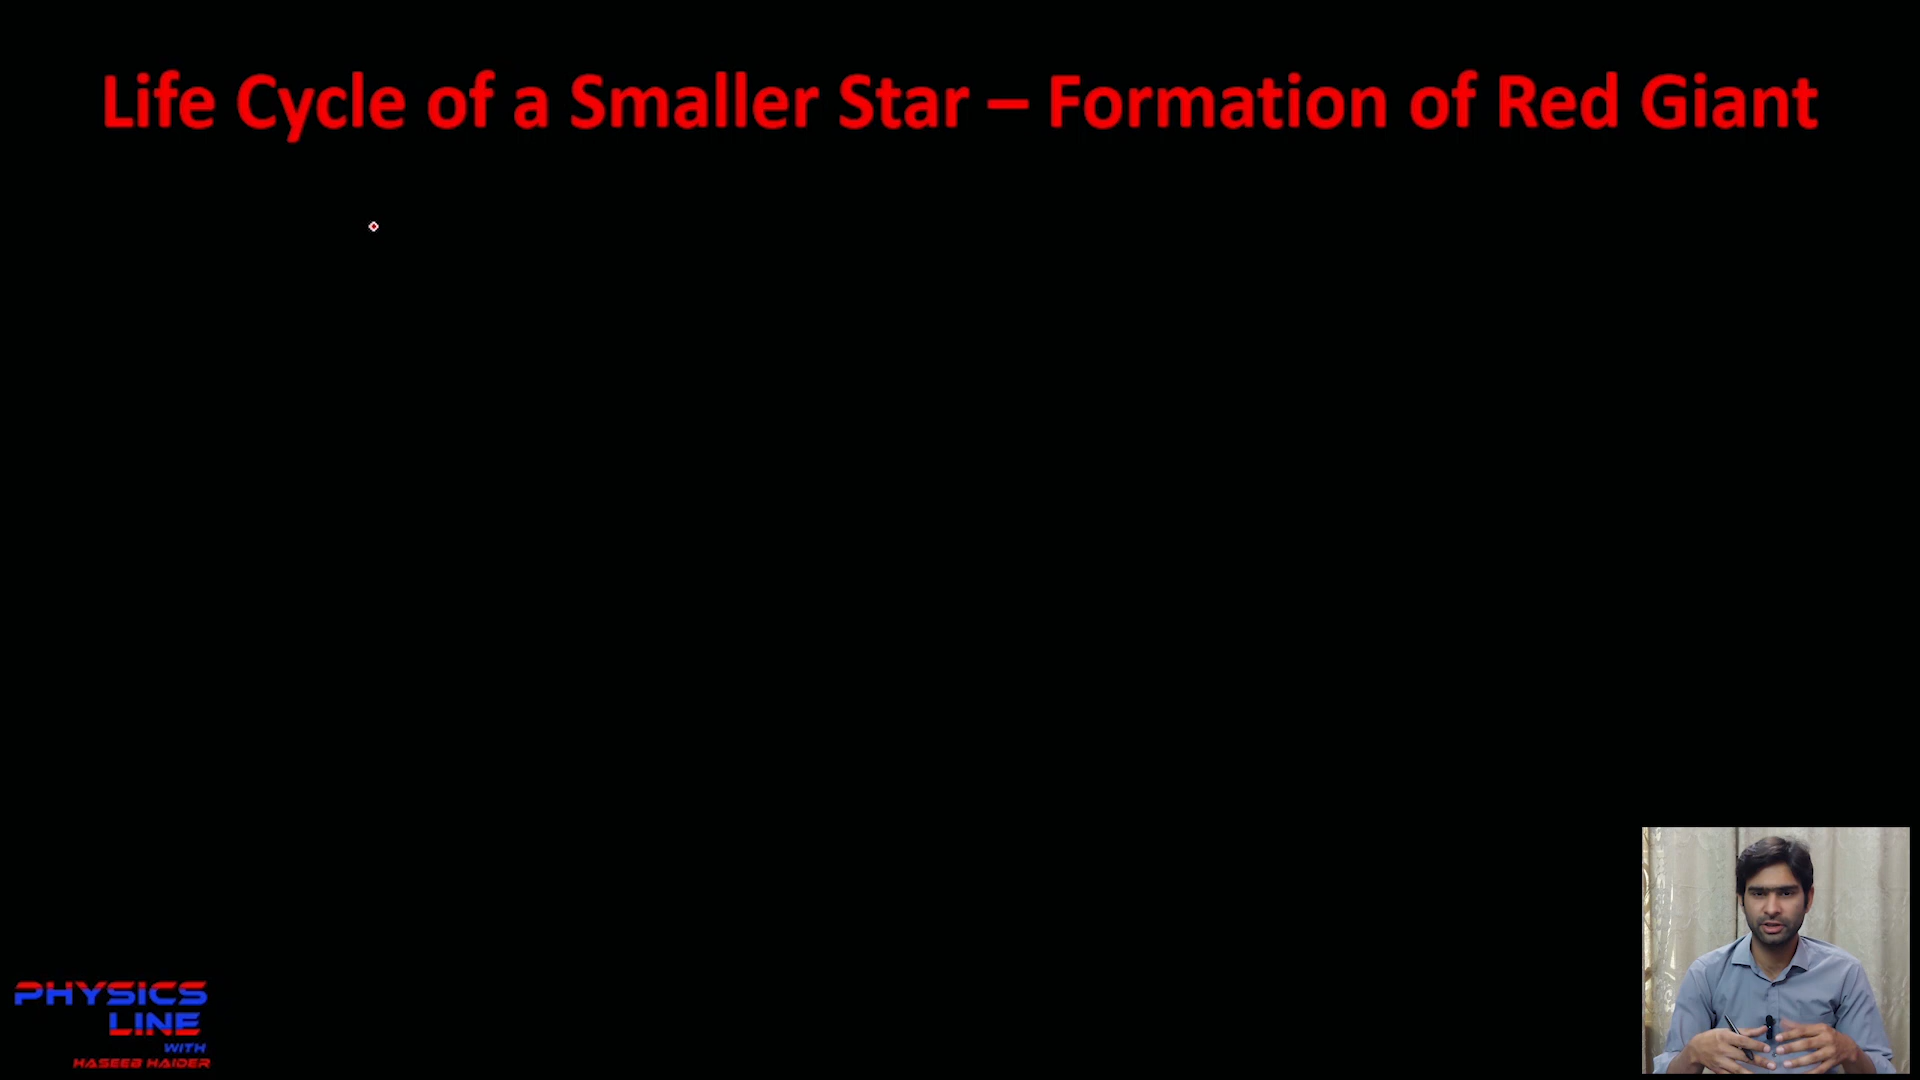 Life Cycle of a Smaller Star – Formation of Red Giant
PHYSICS
LINE
WITH
HASEEB HAIDER